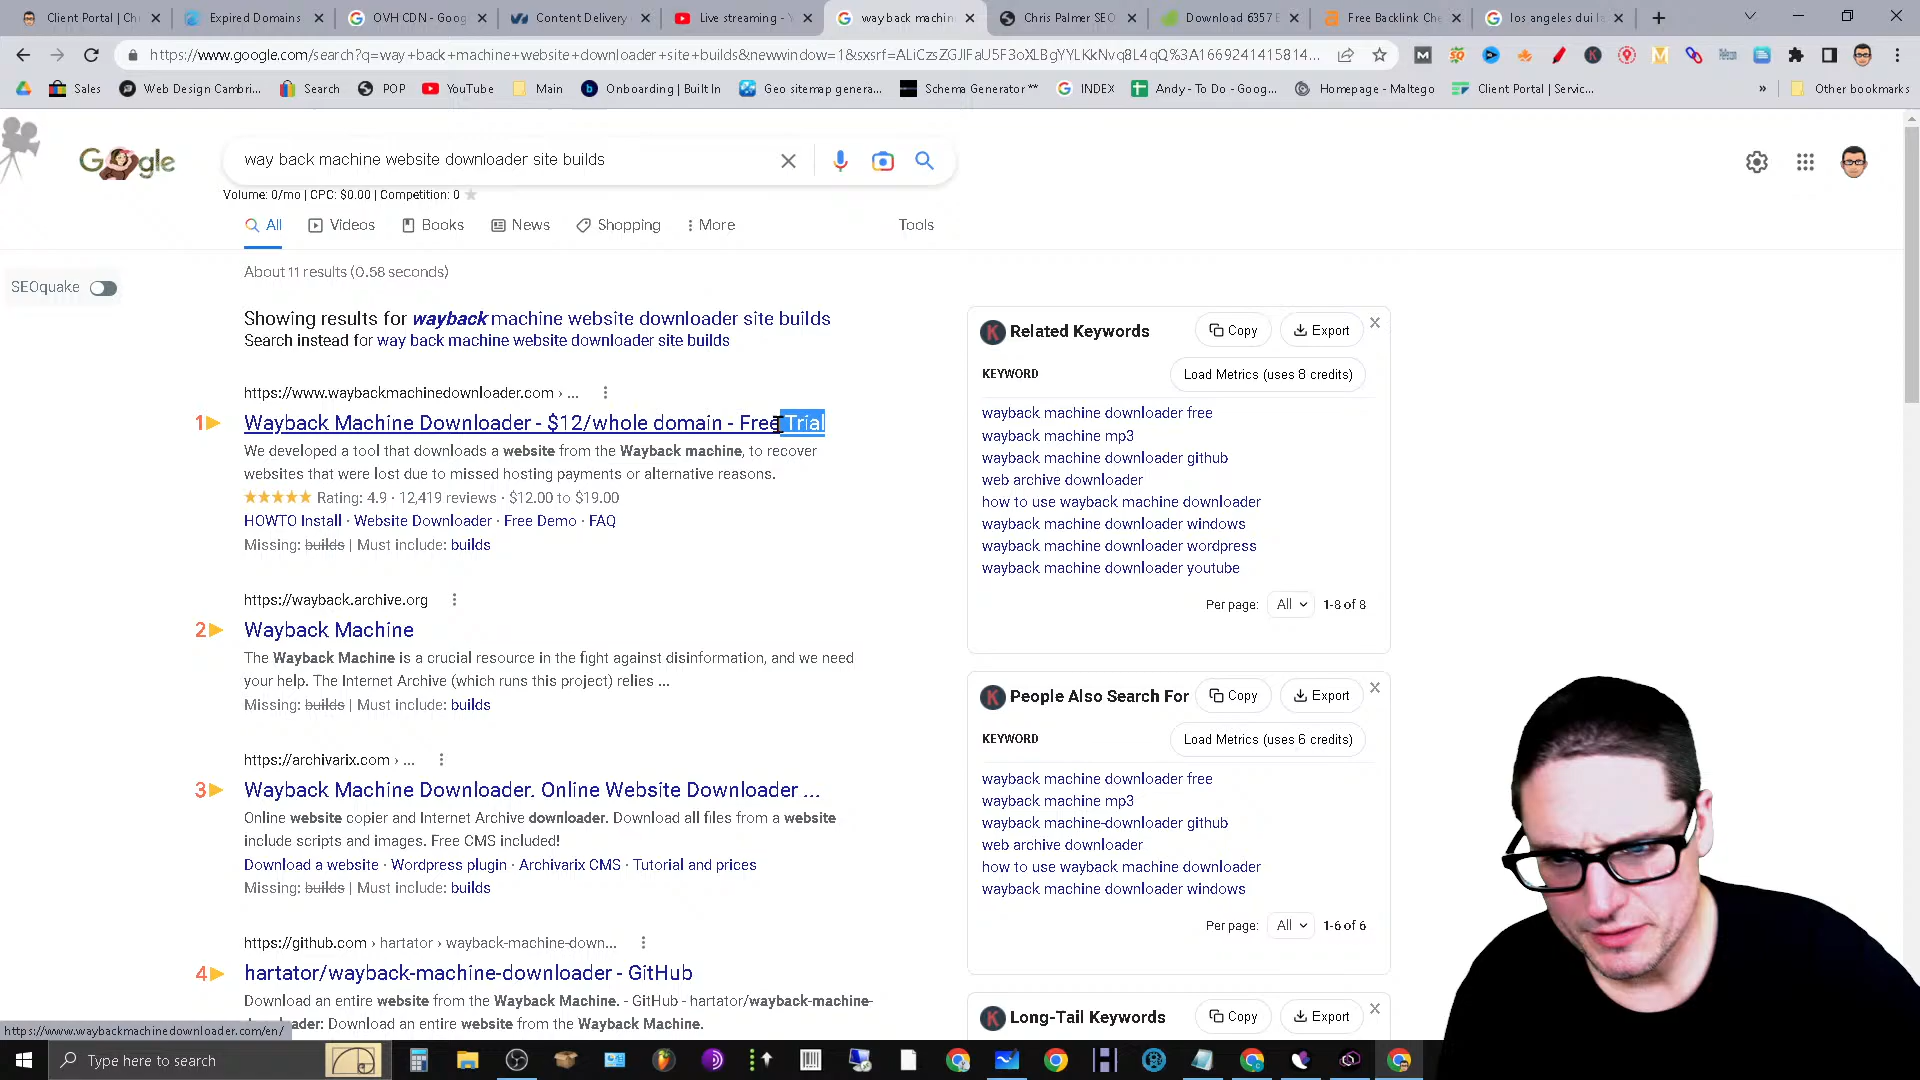 Client Portal | Ch
Expired Domains
OVH CDN - Goog
Content Delivery
Live streaming - Y
way back machin
Chris Palmer SEO
Download 6357 E
Free Backlink Che
los angeles dui la
https://www.google.com/search?q=way+back+machine+website+downloader+site+builds&newwindow=1&sxsrf=ALiCzsZGJlFaU5F3oXLBgYYLKkNvq8L4qQ%3A1669241415814...
Sales
Web Design Cambri...
Search
POP
YouTube
Main
Onboarding | Built In
Geo sitemap genera...
Schema Generator **
INDEX
Andy - To Do - Goog...
Homepage - Maltego
Client Portal | Servic...
»
Other bookmarks
Google
way back machine website downloader site builds
Volume: 0/mo | CPC: $0.00 | Competition: 0
All
Videos
Books
News
Shopping
More
Tools
About 11 results (0.58 seconds)
SEOquake
Showing results for wayback machine website downloader site builds
Search instead for way back machine website downloader site builds
https://www.waybackmachinedownloader.com › ...
1
Wayback Machine Downloader - $12/whole domain - Free Trial
We developed a tool that downloads a website from the Wayback machine, to recover
websites that were lost due to missed hosting payments or alternative reasons.
Rating: 4.9 · 12,419 reviews · $12.00 to $19.00
HOWTO Install · Website Downloader · Free Demo · FAQ
Missing: builds | Must include: builds
https://wayback.archive.org
2
Wayback Machine
The Wayback Machine is a crucial resource in the fight against disinformation, and we need
your help. The Internet Archive (which runs this project) relies ...
Missing: builds | Must include: builds
https://archivarix.com › ...
3
Wayback Machine Downloader. Online Website Downloader ...
Online website copier and Internet Archive downloader. Download all files from a website
include scripts and images. Free CMS included!
Download a website · Wordpress plugin · Archivarix CMS · Tutorial and prices
Missing: builds | Must include: builds
https://github.com › hartator › wayback-machine-down...
4
hartator/wayback-machine-downloader - GitHub
Download an entire website from the Wayback Machine. - GitHub - hartator/wayback-machine-
downloader: Download an entire website from the Wayback Machine.
https://www.waybackmachinedownloader.com/en/
Related Keywords
Copy
Export
X
KEYWORD
Load Metrics (uses 8 credits)
wayback machine downloader free
wayback machine mp3
wayback machine downloader github
web archive downloader
how to use wayback machine downloader
wayback machine downloader windows
wayback machine downloader wordpress
wayback machine downloader youtube
Per page:
All
1-8 of 8
People Also Search For
Copy
Export
X
KEYWORD
Load Metrics (uses 6 credits)
wayback machine downloader free
wayback machine mp3
wayback machine-downloader github
web archive downloader
how to use wayback machine downloader
wayback machine downloader windows
Per page:
All
1-6 of 6
Long-Tail Keywords
Copy
Export
X
Type here to search